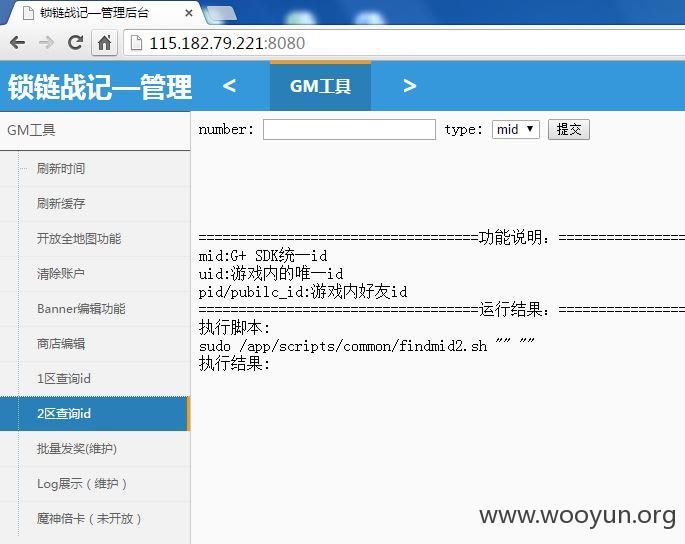 锁链战记—管理后台
115.182.79.221:8080
锁链战记—管理 < GM工具 >
GM工具
刷新时间
刷新缓存
开放全地图功能
清除账户
Banner编辑功能
商店编辑
1区查询id
2区查询id
批量发奖(维护)
Log展示（维护）
魔神倍卡（未开放）
number: type: mid 提交
===================================功能说明：================
mid:G+ SDK统一id
uid:游戏内的唯一id
pid/pubilc_id:游戏内好友id
===================================运行结果：================
执行脚本:
sudo /app/scripts/common/findmid2.sh "" ""
执行结果:
www.wooyun.org